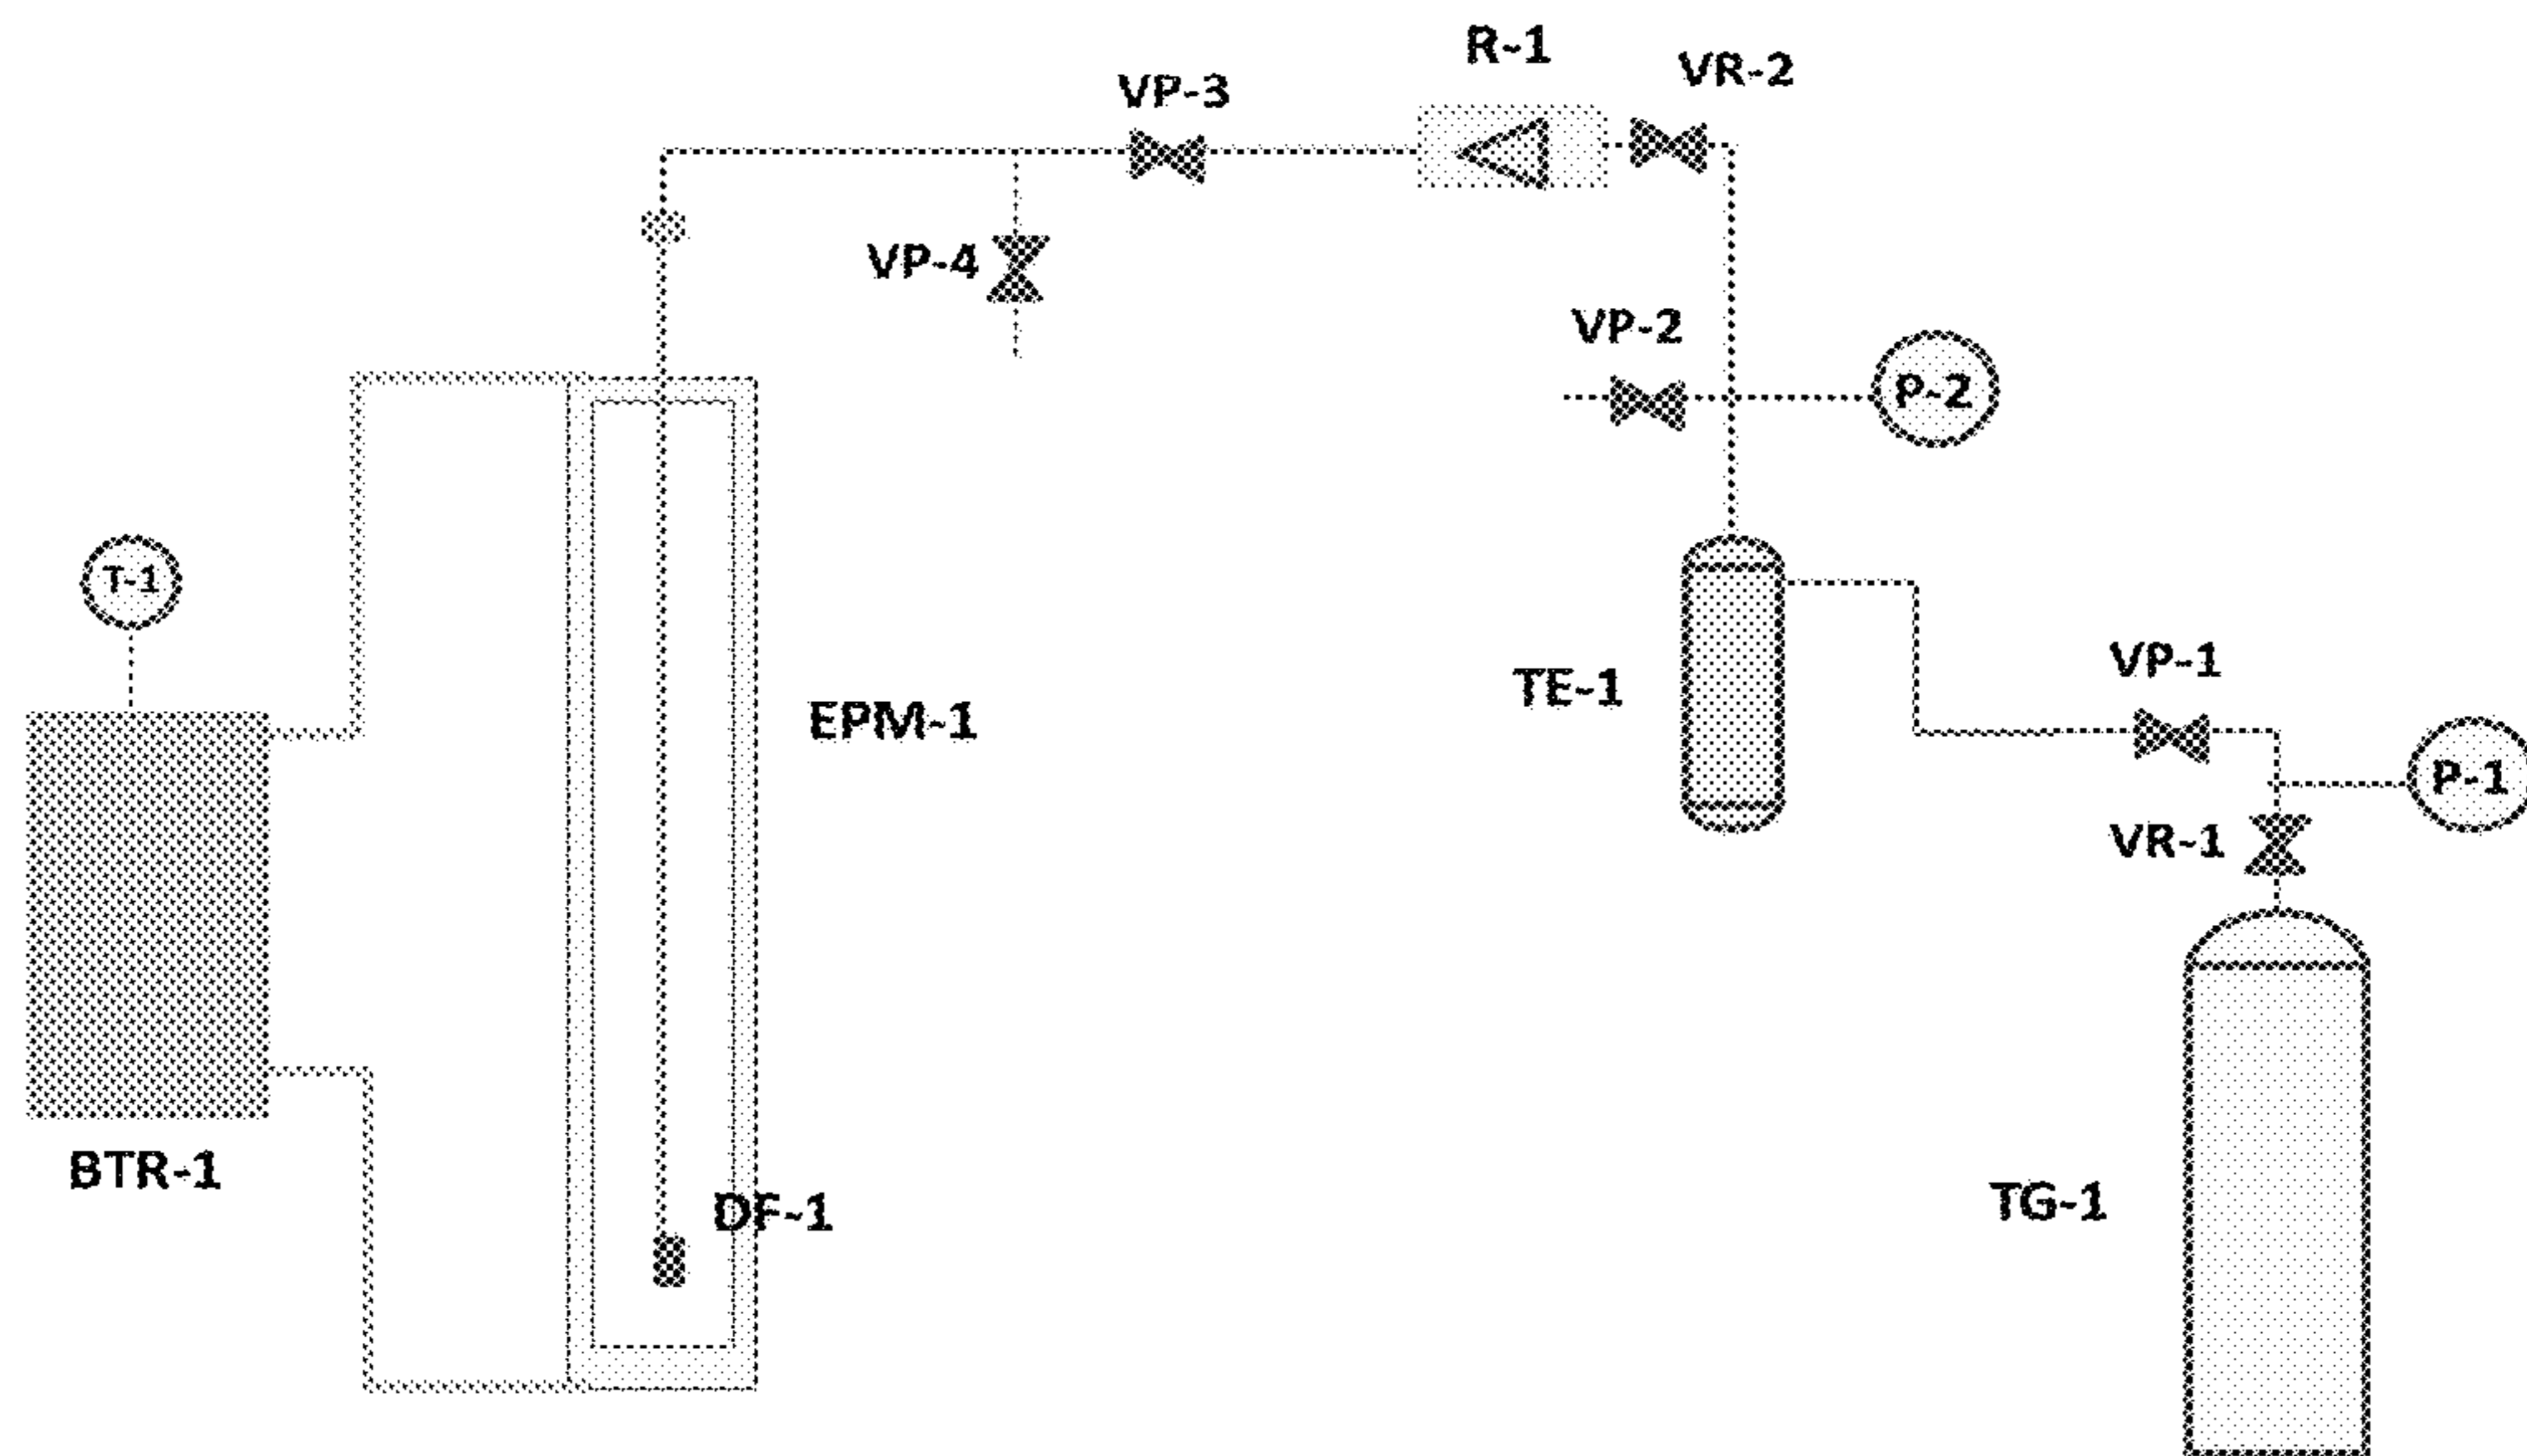 R-1
VR-2
VP-3
VP-4
VP-2
P-2
T-1
TE-1
VP-1
EPM-1
P-1
VR-1
BTR-1
DF-1
TG-1